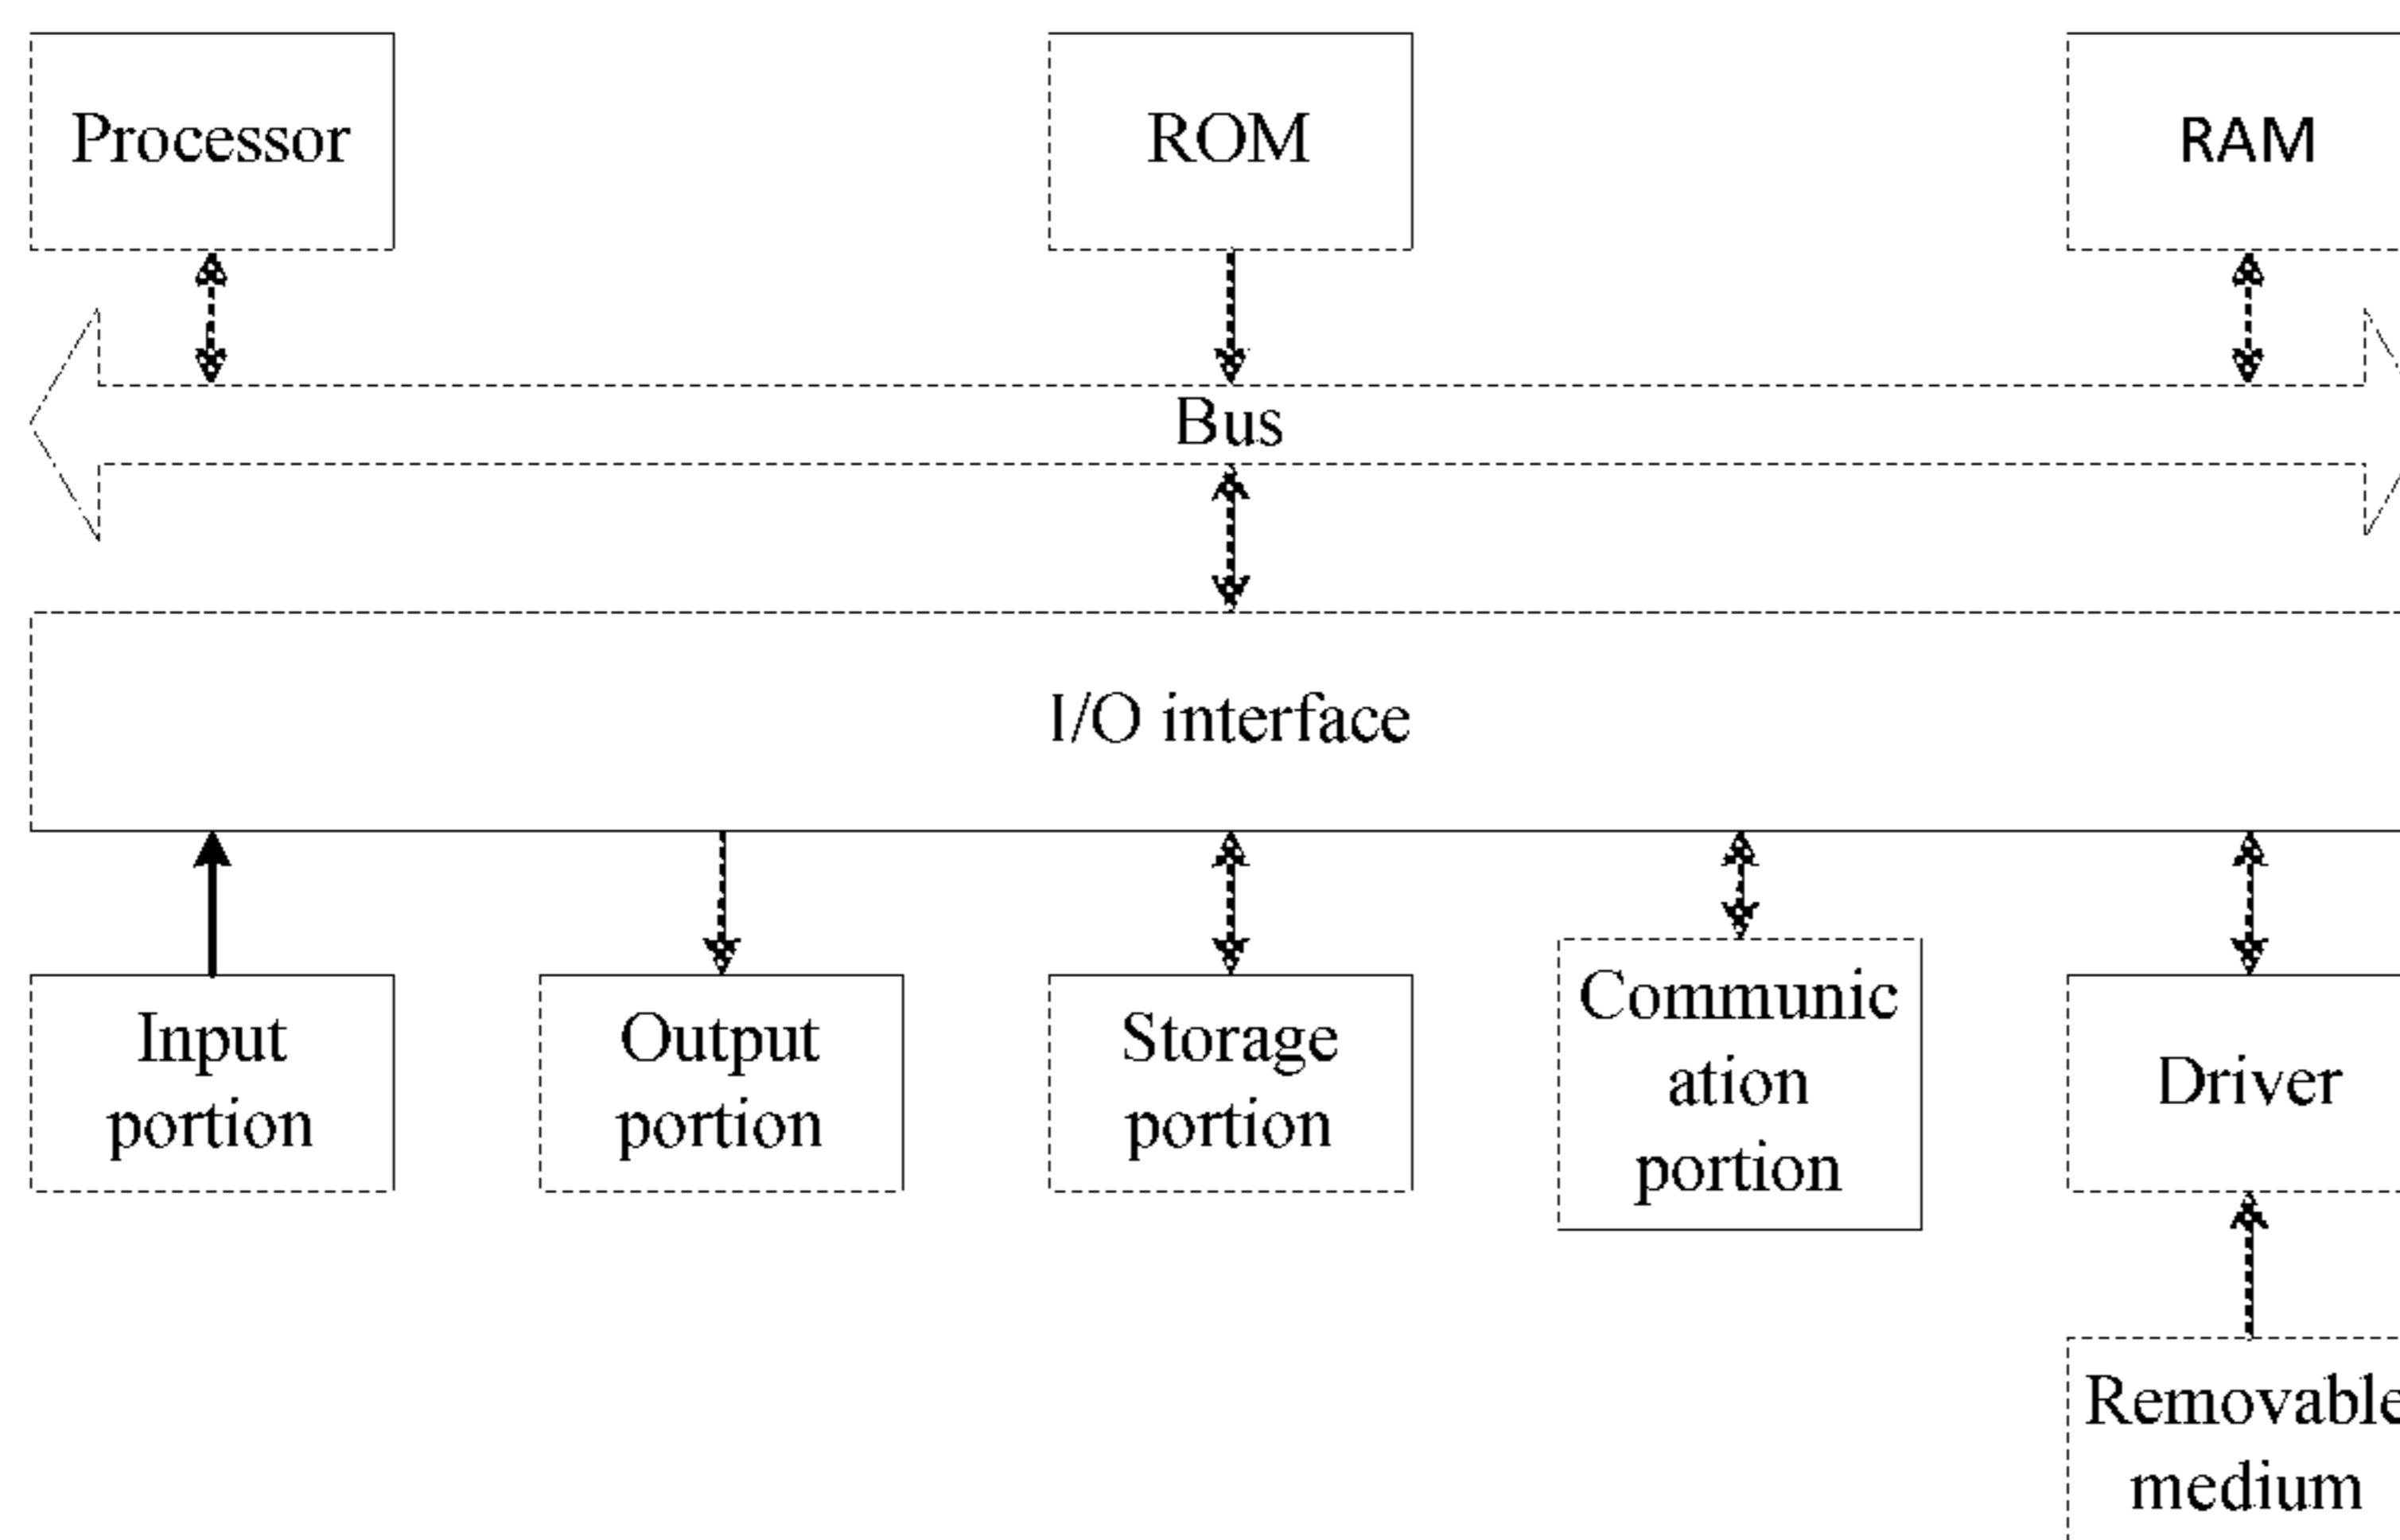 Processor
ROM
RAM
Bus
I/O interface
Input
portion
Output
portion
Storage
portion
Communic
ation
portion
Driver
Removable
medium